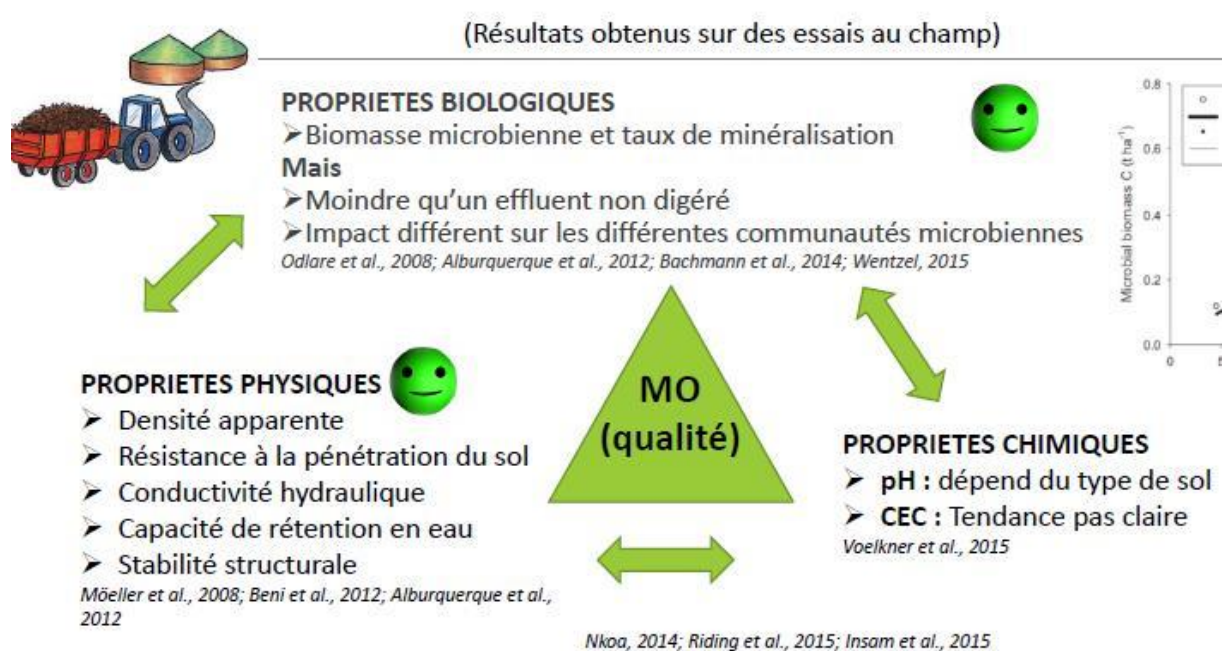 (Résultats obtenus sur des essais au champ)
PROPRIETES BIOLOGIQUES
➢Biomasse microbienne et taux de minéralisation
Mais
➢Moindre qu'un effluent non digéré
➢Impact différent sur les différentes communautés microbiennes
Odlare et al., 2008; Alburquerque et al., 2012; Bachmann et al., 2014; Wentzel, 2015
Microbial biomass C (t ha⁻¹)
0.8
0.6
0.4
0.2
0.0
0
PROPRIETES PHYSIQUES
➢ Densité apparente
➢ Résistance à la pénétration du sol
➢ Conductivité hydraulique
➢ Capacité de rétention en eau
➢ Stabilité structurale
Möeller et al., 2008; Beni et al., 2012; Alburquerque et al.,
2012
MO
(qualité)
PROPRIETES CHIMIQUES
➢ pH : dépend du type de sol
➢ CEC : Tendance pas claire
Voelkner et al., 2015
Nkoa, 2014; Riding et al., 2015; Insam et al., 2015